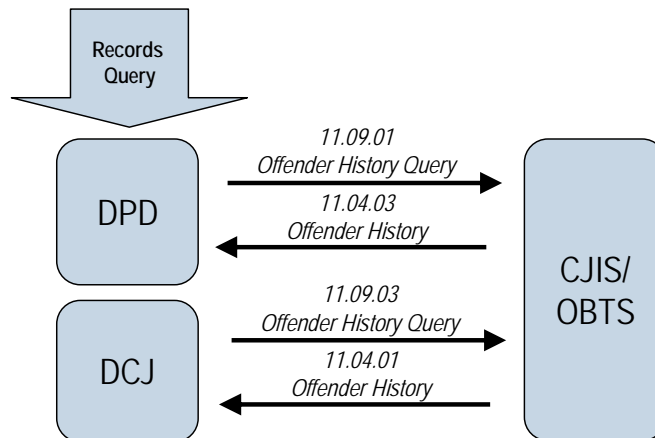 Records
Query
11.09.01
Offender History Query
DPD
11.04.03
Offender History
CJIS/
OBTS
11.09.03
Offender History Query
DCJ
11.04.01
Offender History